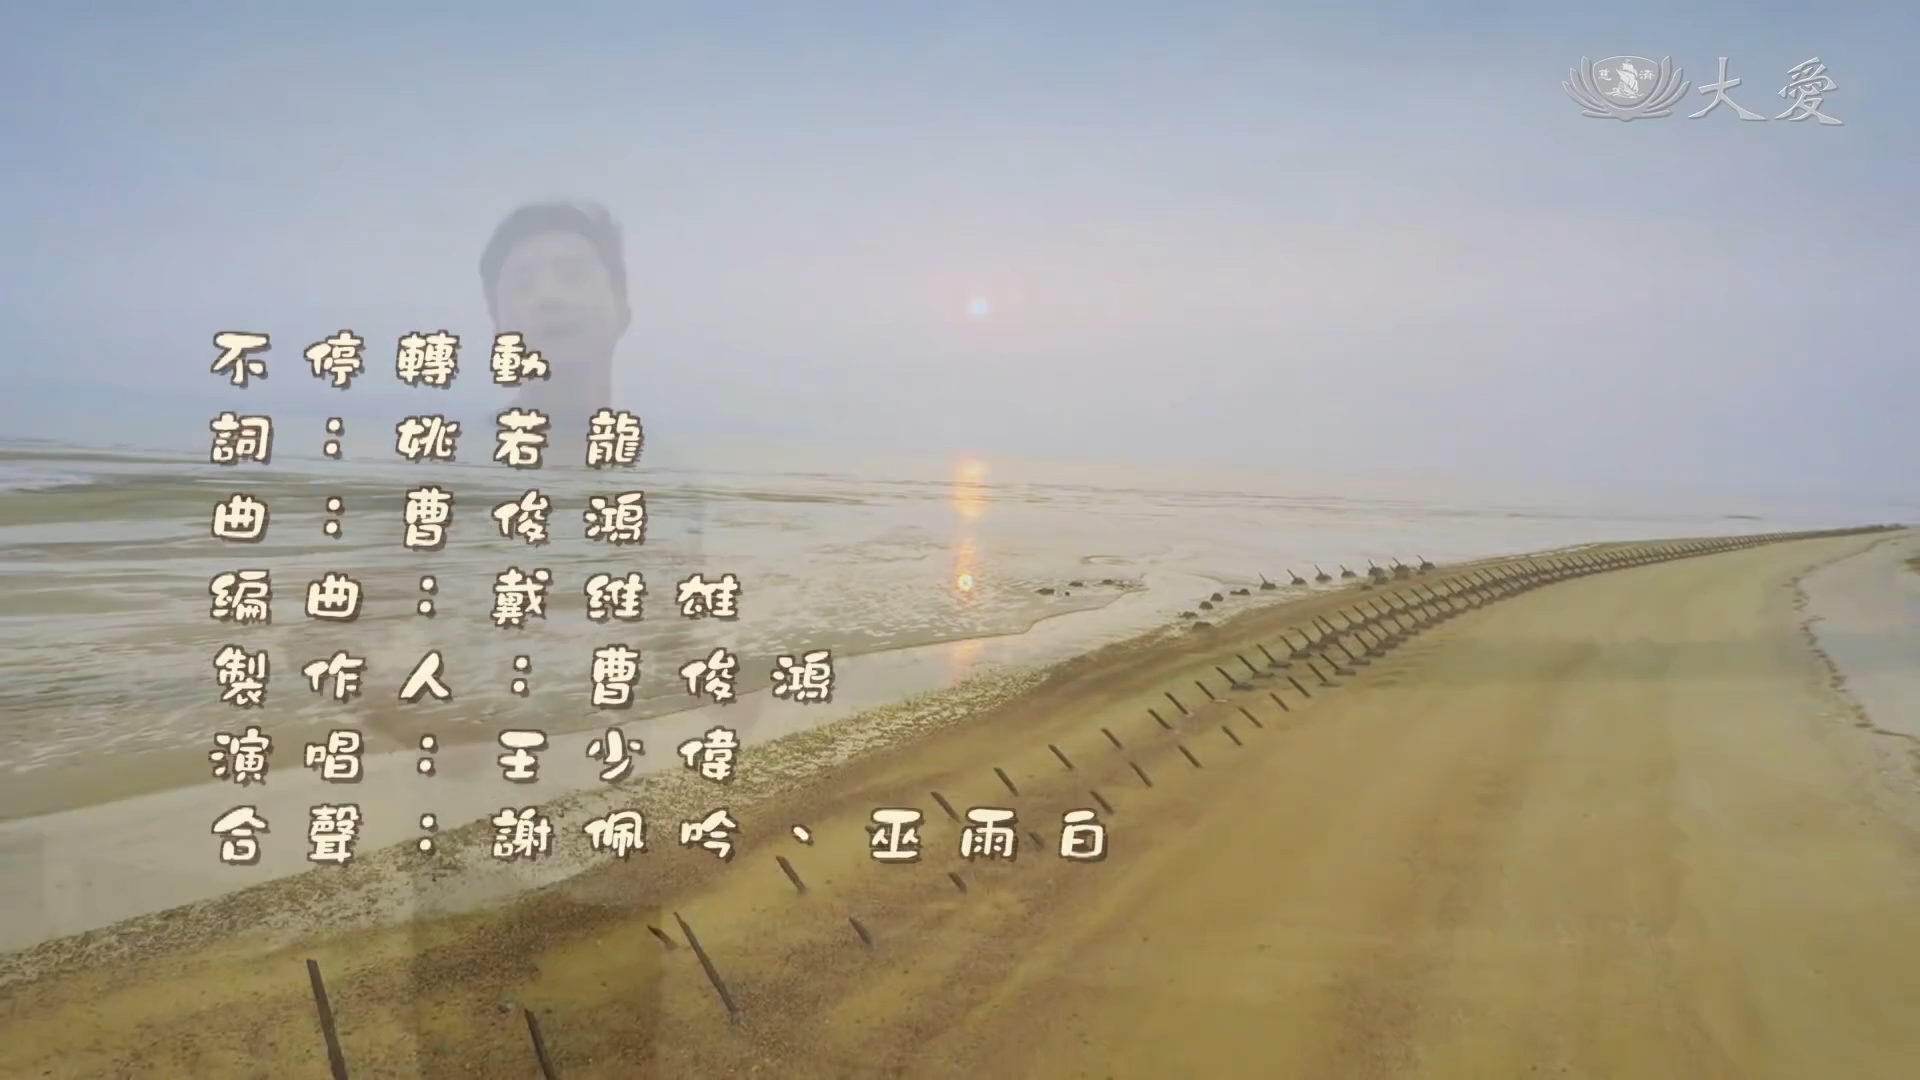 慈濟 大愛
不停轉動
詞：姚若龍
曲：曹俊鴻
編曲：戴維雄
製作人：曹俊鴻
演唱：王少偉
合聲：謝佩吟、巫雨白